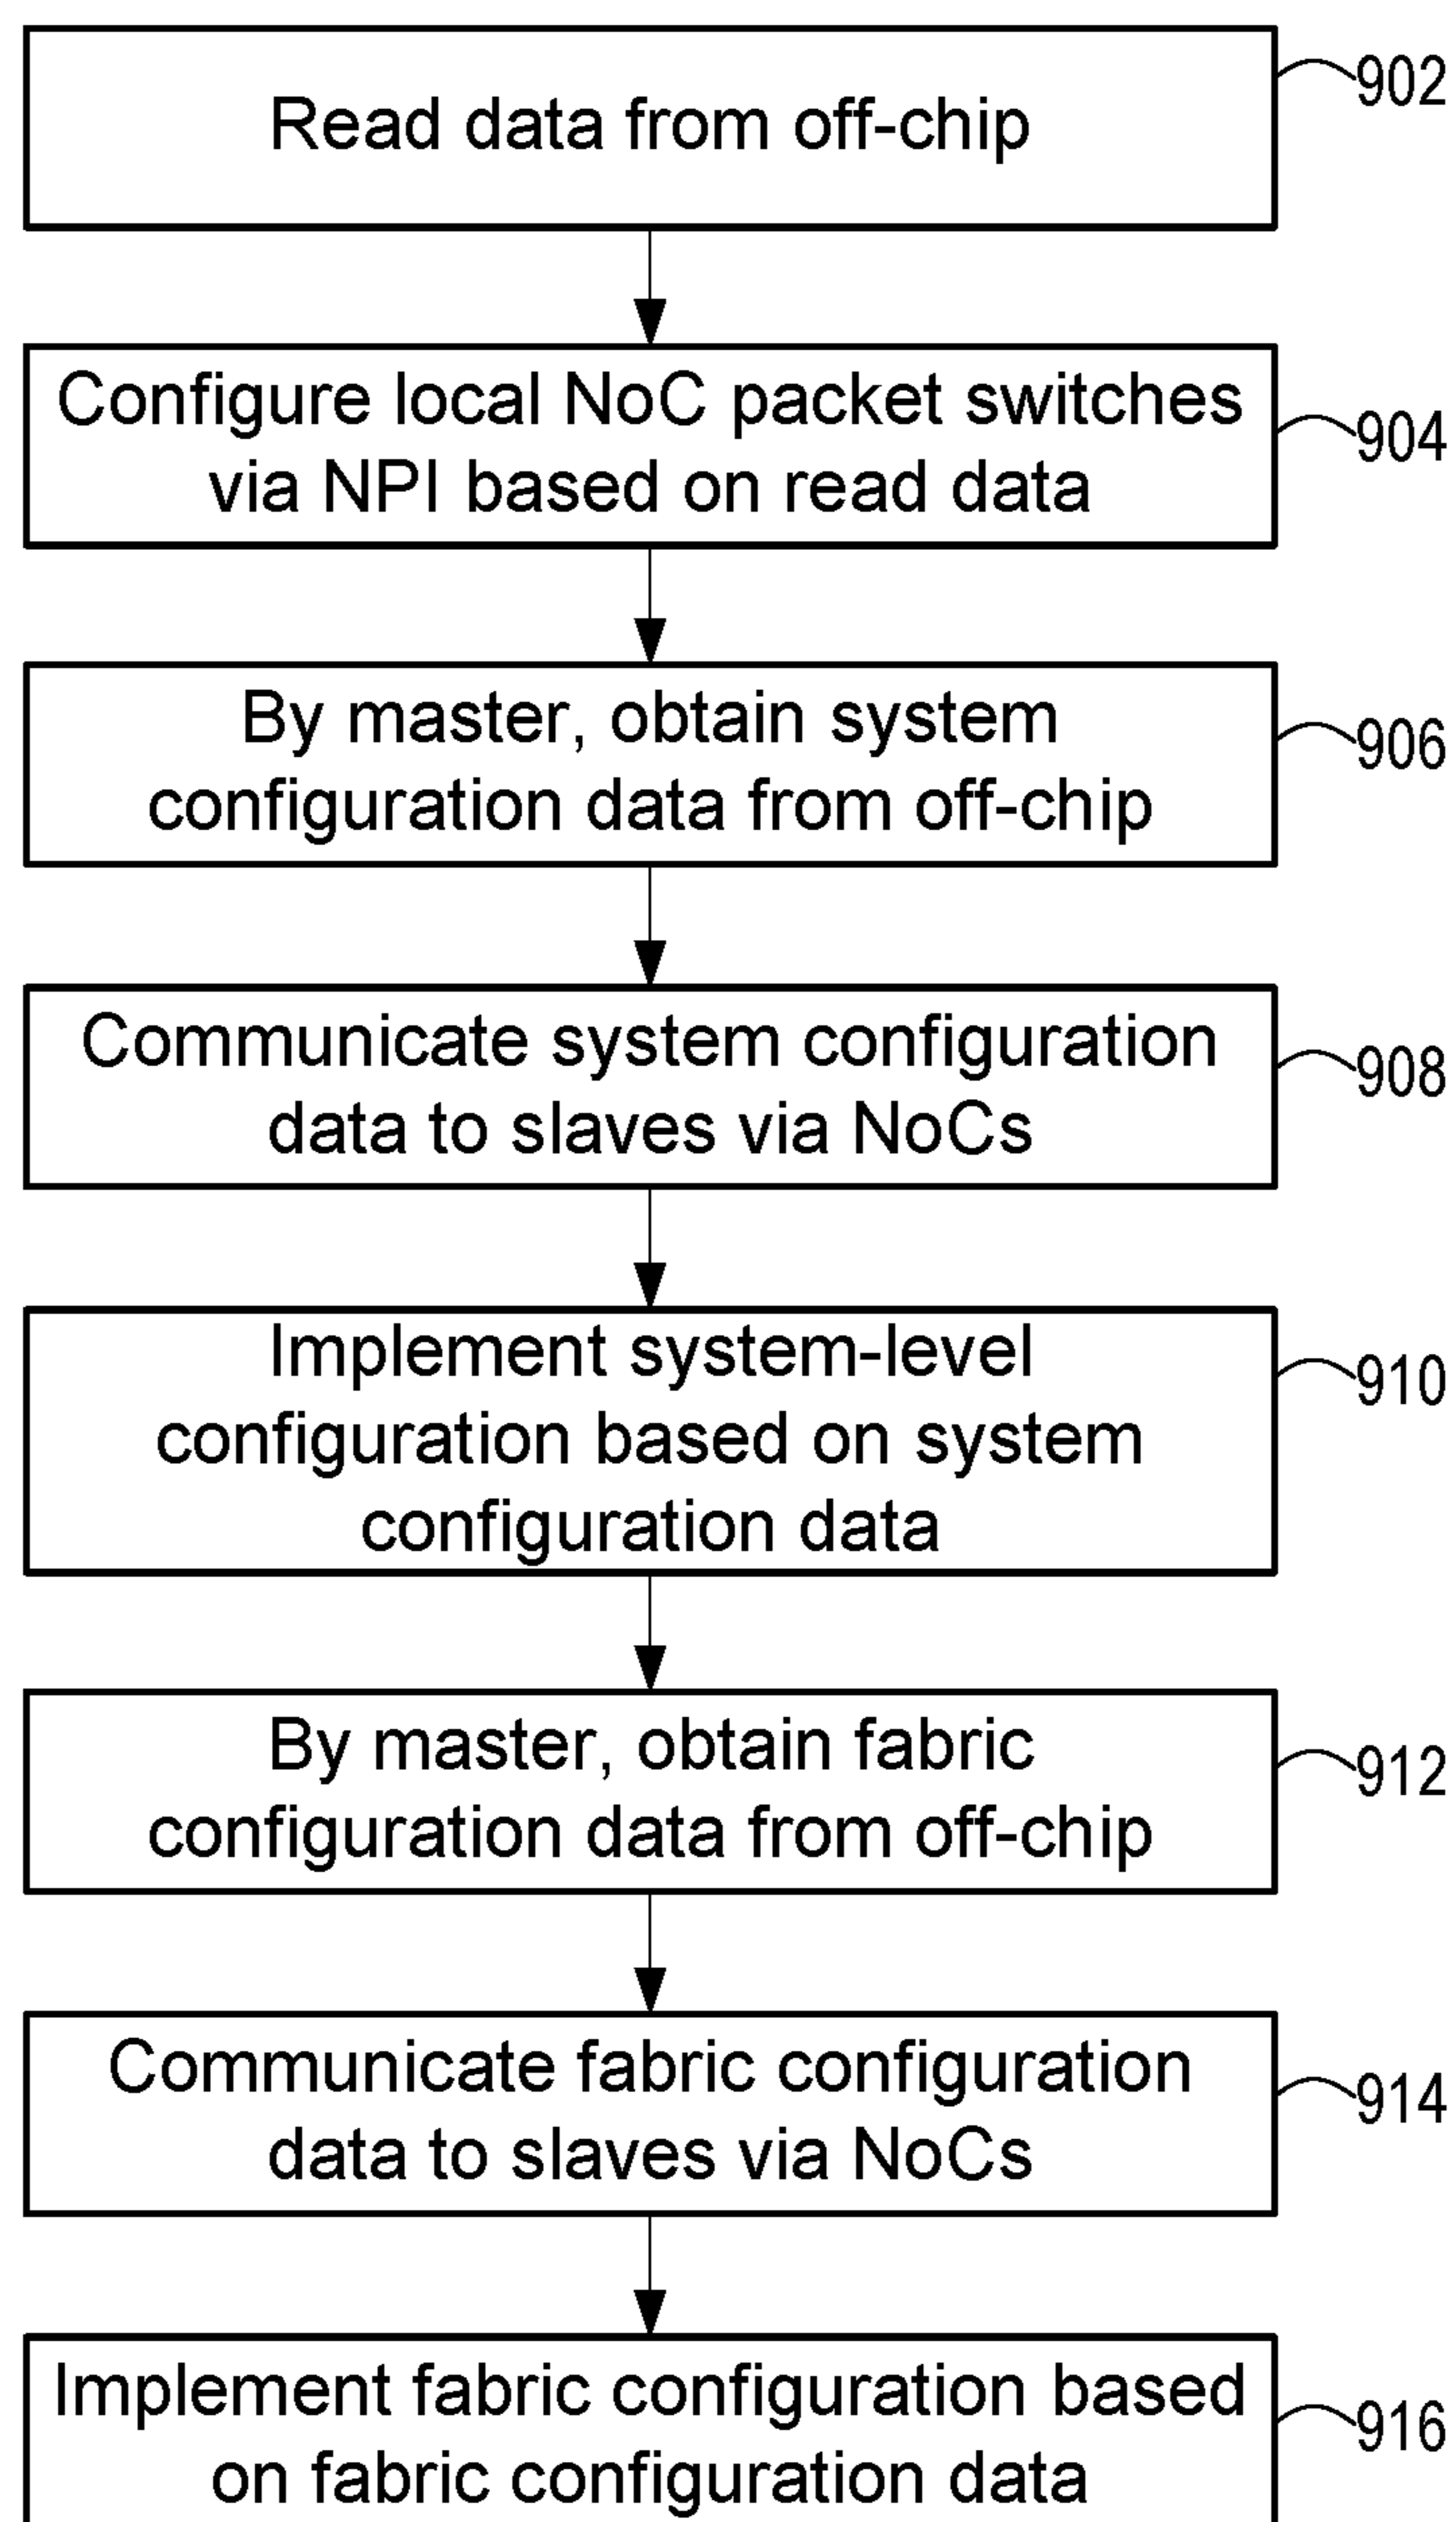 Read data from off-chip
902
Configure local NoC packet switches
via NPI based on read data
904
By master, obtain system
configuration data from off-chip
906
Communicate system configuration
data to slaves via NoCs
908
Implement system-level
configuration based on system
configuration data
910
By master, obtain fabric
configuration data from off-chip
912
Communicate fabric configuration
data to slaves via NoCs
914
Implement fabric configuration based
on fabric configuration data
916